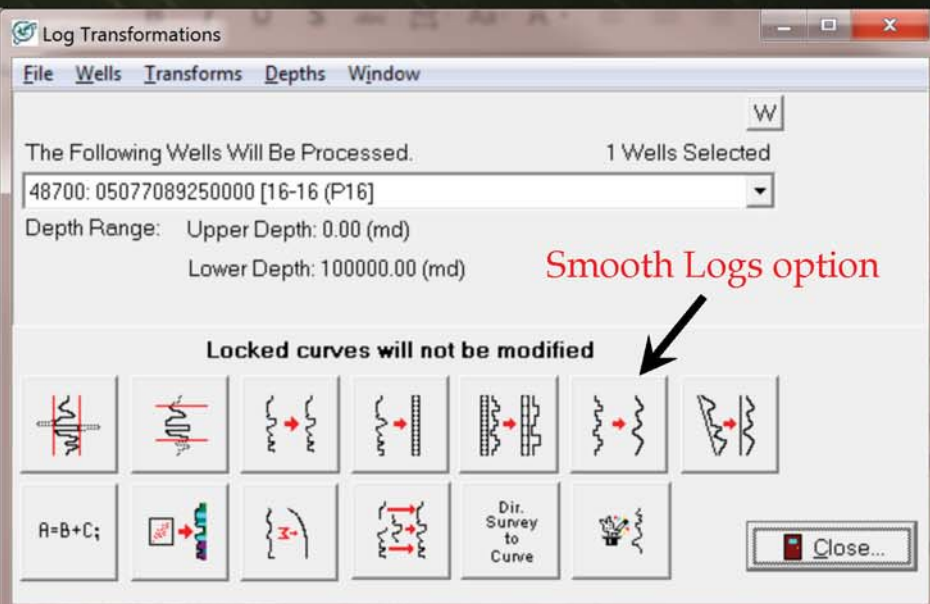 Log Transformations
File Wells Transforms Depths Window
W
The Following Wells Will Be Processed. 1 Wells Selected
48700: 05077089250000 [16-16 (P16]
Depth Range: Upper Depth: 0.00 (md)
Lower Depth: 100000.00 (md)
Smooth Logs option
Locked curves will not be modified
A=B+C;
Σ
Dir.
Survey
to
Curve
Close...